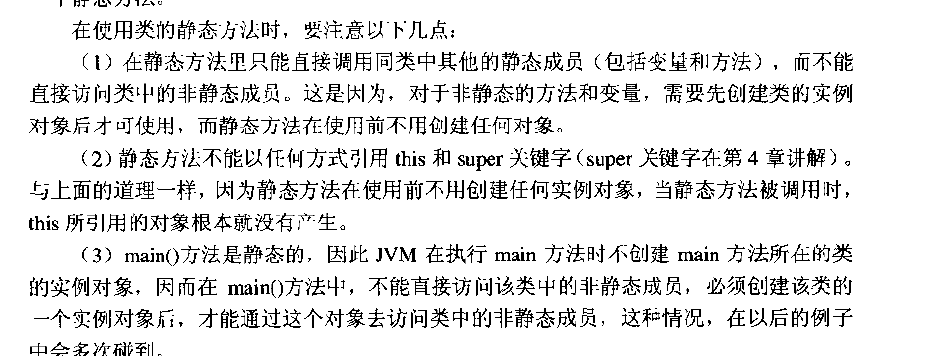 个静态方法。
在使用类的静态方法时，要注意以下几点：
（1）在静态方法里只能直接调用同类中其他的静态成员（包括变量和方法），而不能
直接访问类中的非静态成员。这是因为，对于非静态的方法和变量，需要先创建类的实例
对象后才可使用，而静态方法在使用前不用创建任何对象。
（2）静态方法不能以任何方式引用 this 和 super 关键字（super 关键字在第 4 章讲解）。
与上面的道理一样，因为静态方法在使用前不用创建任何实例对象，当静态方法被调用时，
this 所引用的对象根本就没有产生。
（3）main()方法是静态的，因此 JVM 在执行 main 方法时不创建 main 方法所在的类
的实例对象，因而在 main()方法中，不能直接访问该类中的非静态成员，必须创建该类的
一个实例对象后，才能通过这个对象去访问类中的非静态成员，这种情况，在以后的例子
中会多次碰到。